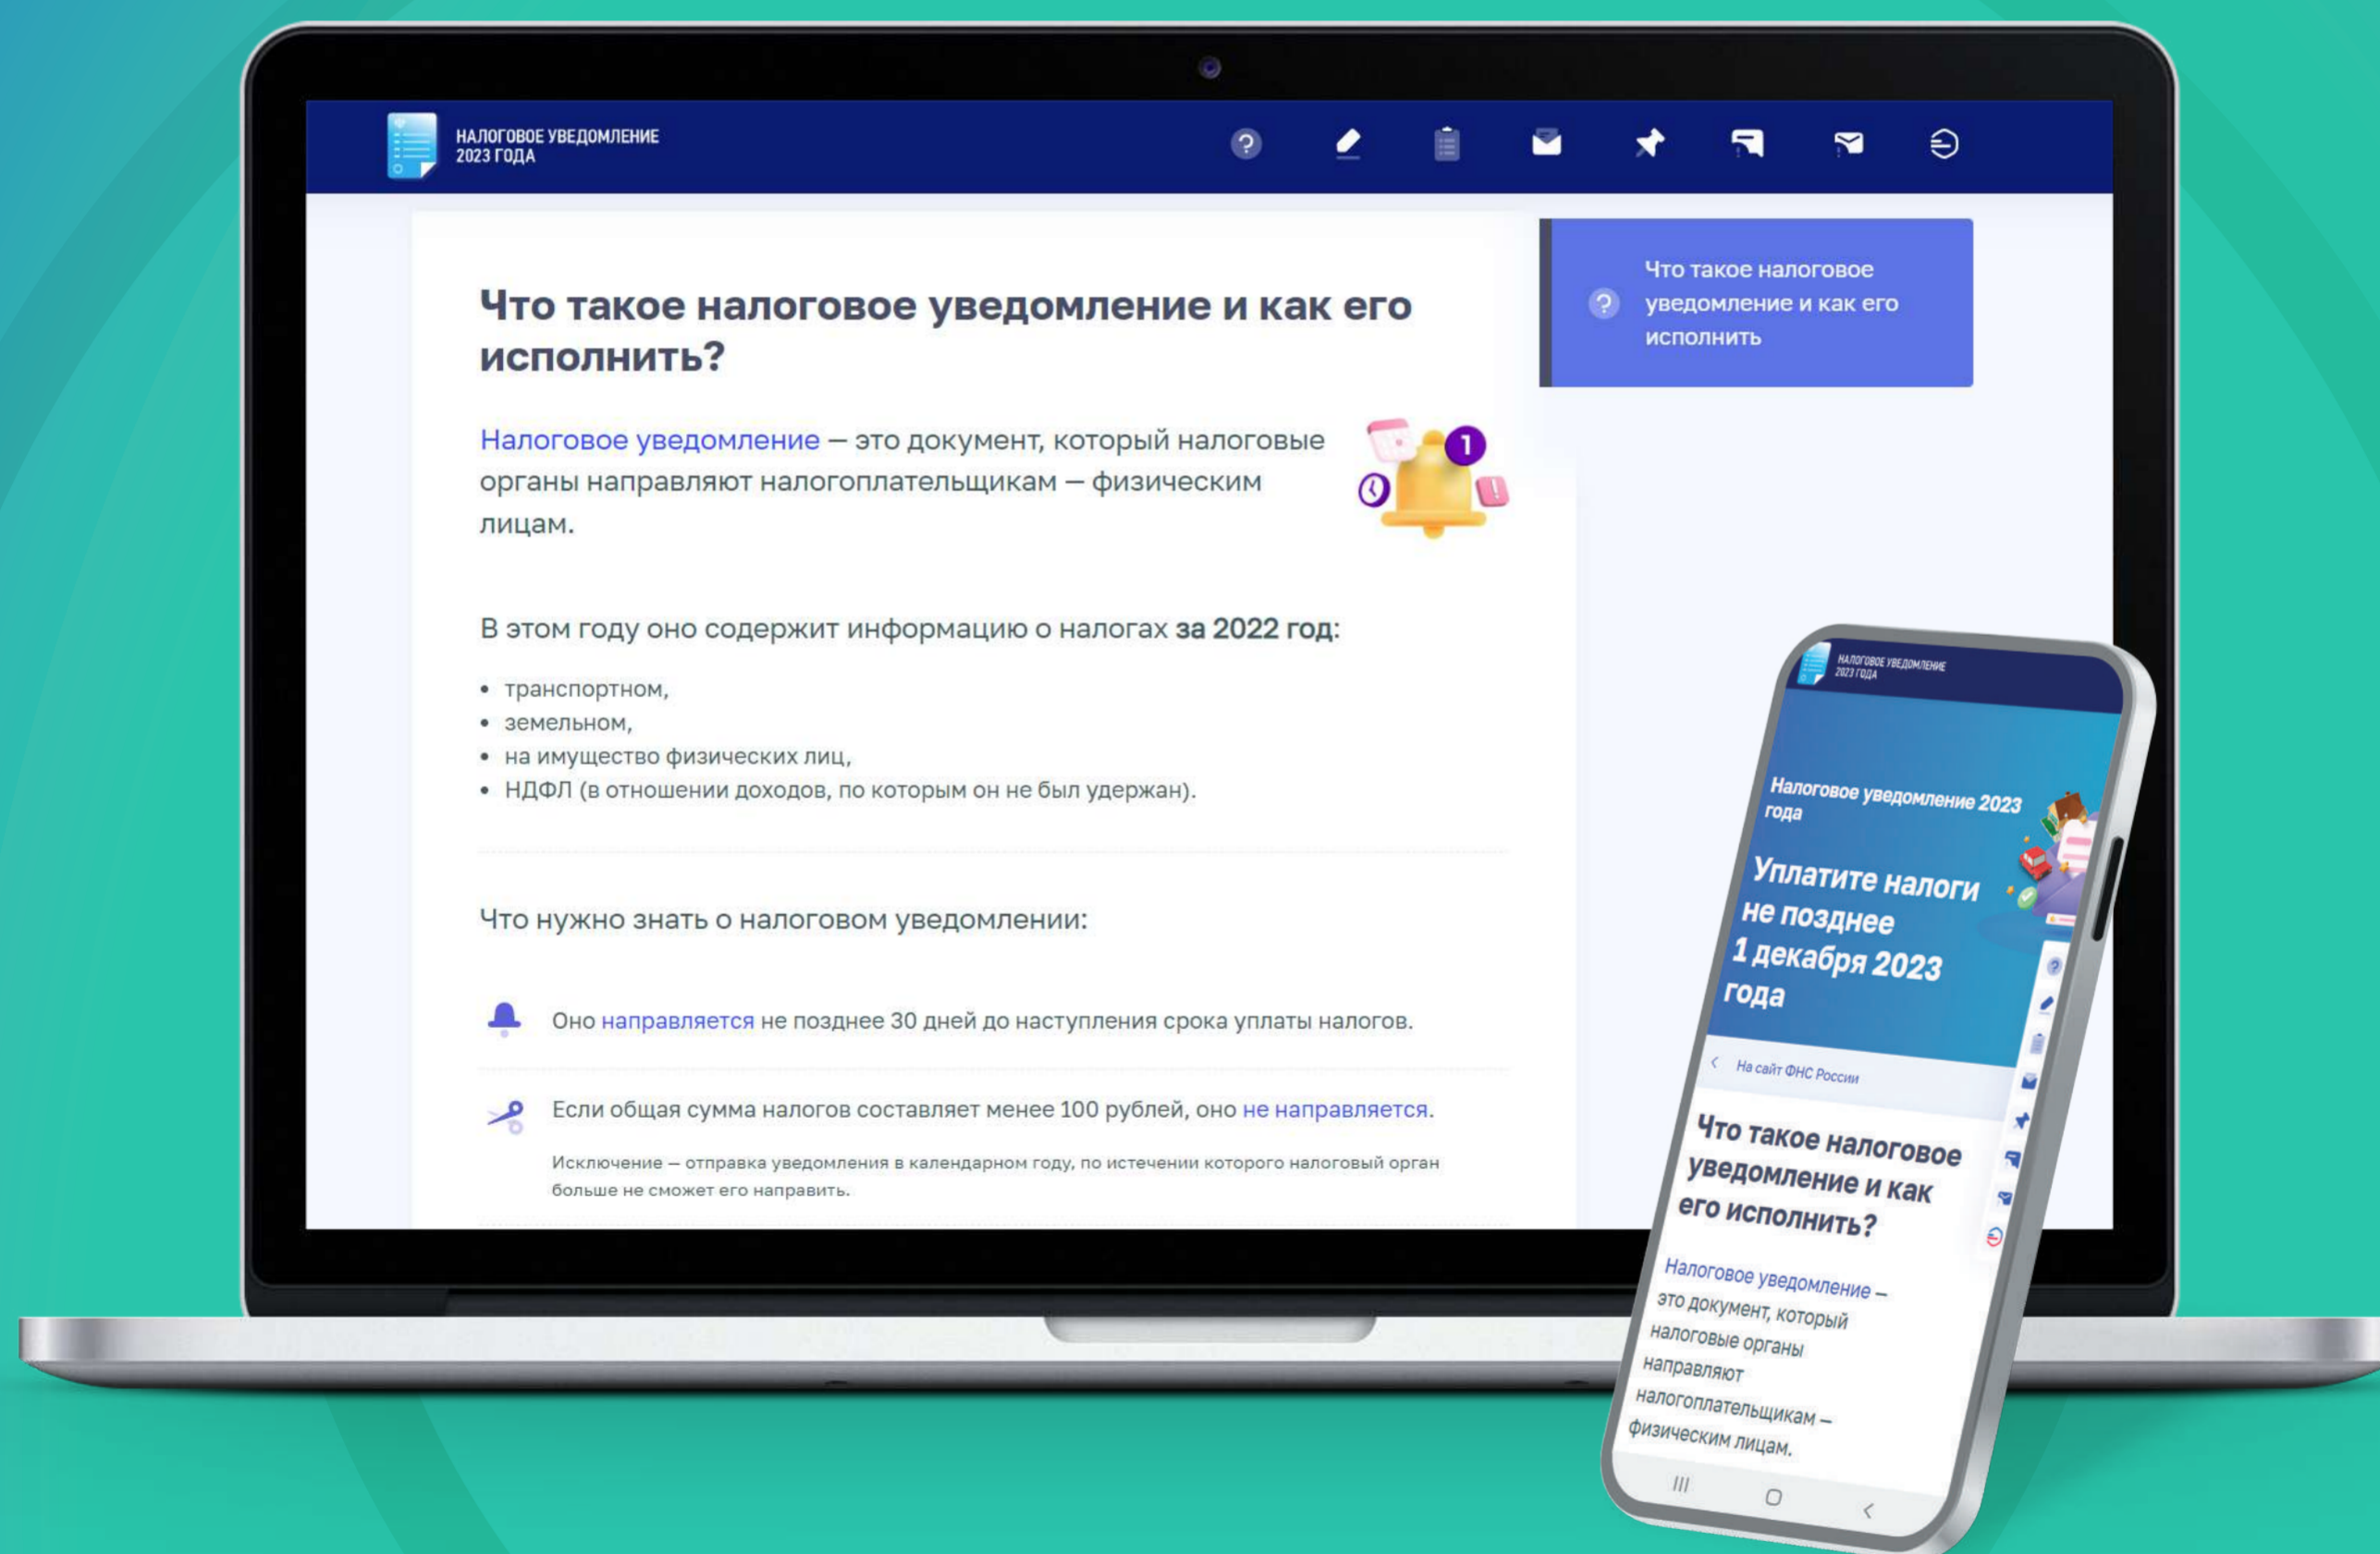 НАЛОГОВОЕ УВЕДОМЛЕНИЕ
2023 ГОДА
Что такое налоговое уведомление и как его
исполнить?
Налоговое уведомление — это документ, который налоговые
органы направляют налогоплательщикам — физическим
лицам.
1
В этом году оно содержит информацию о налогах за 2022 год:
• транспортном,
• земельном,
• на имущество физических лиц,
• НДФЛ (в отношении доходов, по которым он не был удержан).
Что нужно знать о налоговом уведомлении:
Оно направляется не позднее 30 дней до наступления срока уплаты налогов.
Если общая сумма налогов составляет менее 100 рублей, оно не направляется.
Исключение — отправка уведомления в календарном году, по истечении которого налоговый орган
больше не сможет его направить.
Что такое налоговое
уведомление и как его
исполнить
НАЛОГОВОЕ УВЕДОМЛЕНИЕ
2023 ГОДА
Налоговое уведомление 2023
года
Уплатите налоги
не позднее
1 декабря 2023
года
На сайт ФНС России
Что такое налоговое
уведомление и как
его исполнить?
Налоговое уведомление —
это документ, который
налоговые органы
направляют
налогоплательщикам —
физическим лицам.